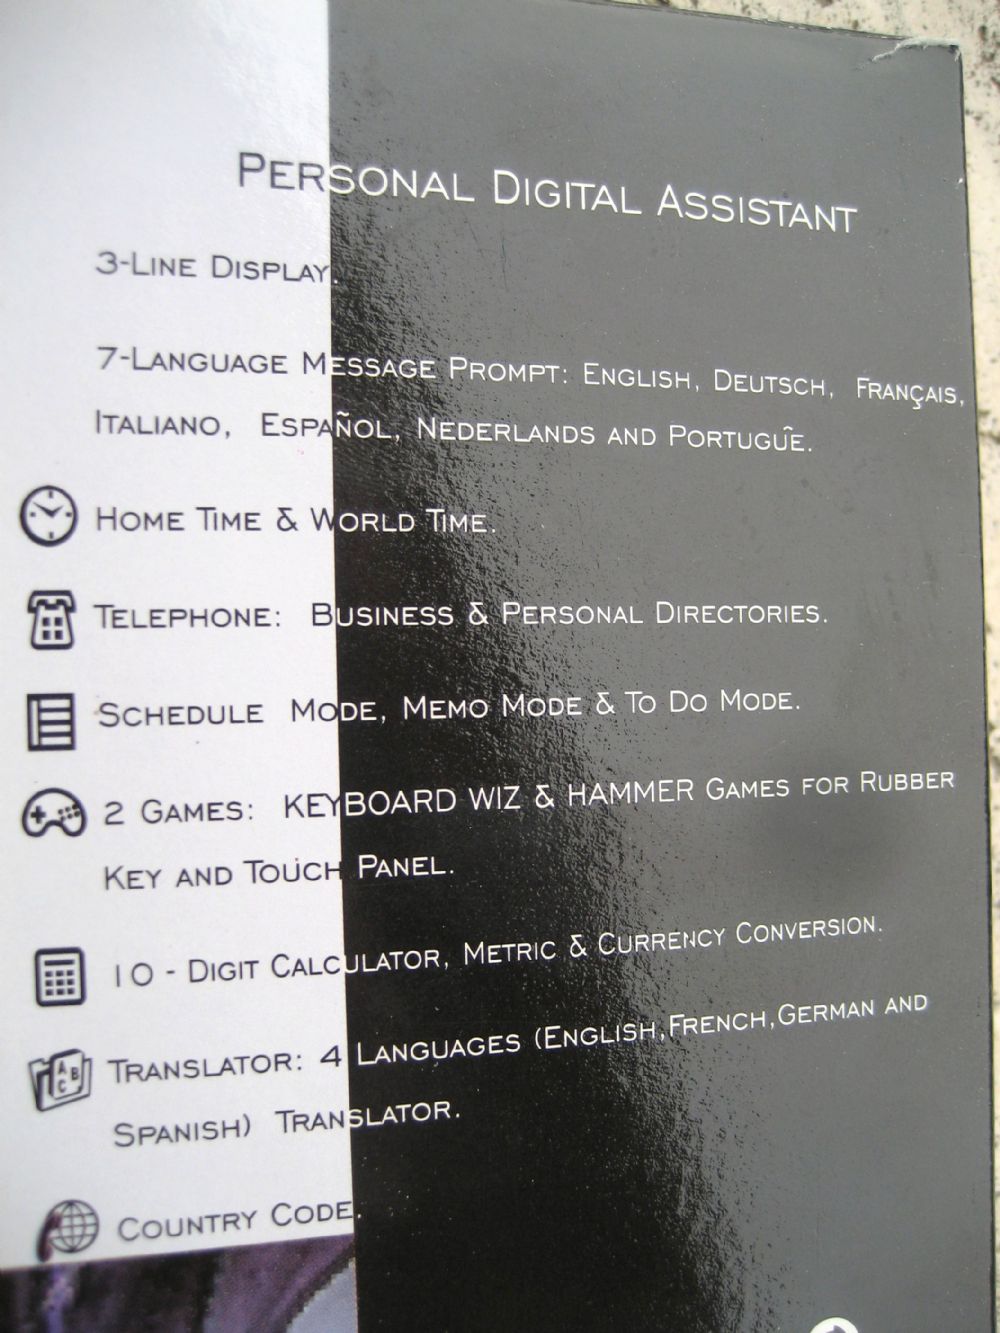 PERSONAL DIGITAL ASSISTANT
3-LINE DISPLAY.
7-LANGUAGE MESSAGE PROMPT: ENGLISH, DEUTSCH, FRANÇAIS,
ITALIANO, ESPAÑOL, NEDERLANDS AND PORTUGUÊ.
HOME TIME & WORLD TIME.
TELEPHONE: BUSINESS & PERSONAL DIRECTORIES.
SCHEDULE MODE, MEMO MODE & TO DO MODE.
2 GAMES: KEYBOARD WIZ & HAMMER GAMES FOR RUBBER
KEY AND TOUCH PANEL.
10 - DIGIT CALCULATOR, METRIC & CURRENCY CONVERSION.
TRANSLATOR: 4 LANGUAGES (ENGLISH,FRENCH,GERMAN AND
A B C
SPANISH) TRANSLATOR.
COUNTRY CODE.